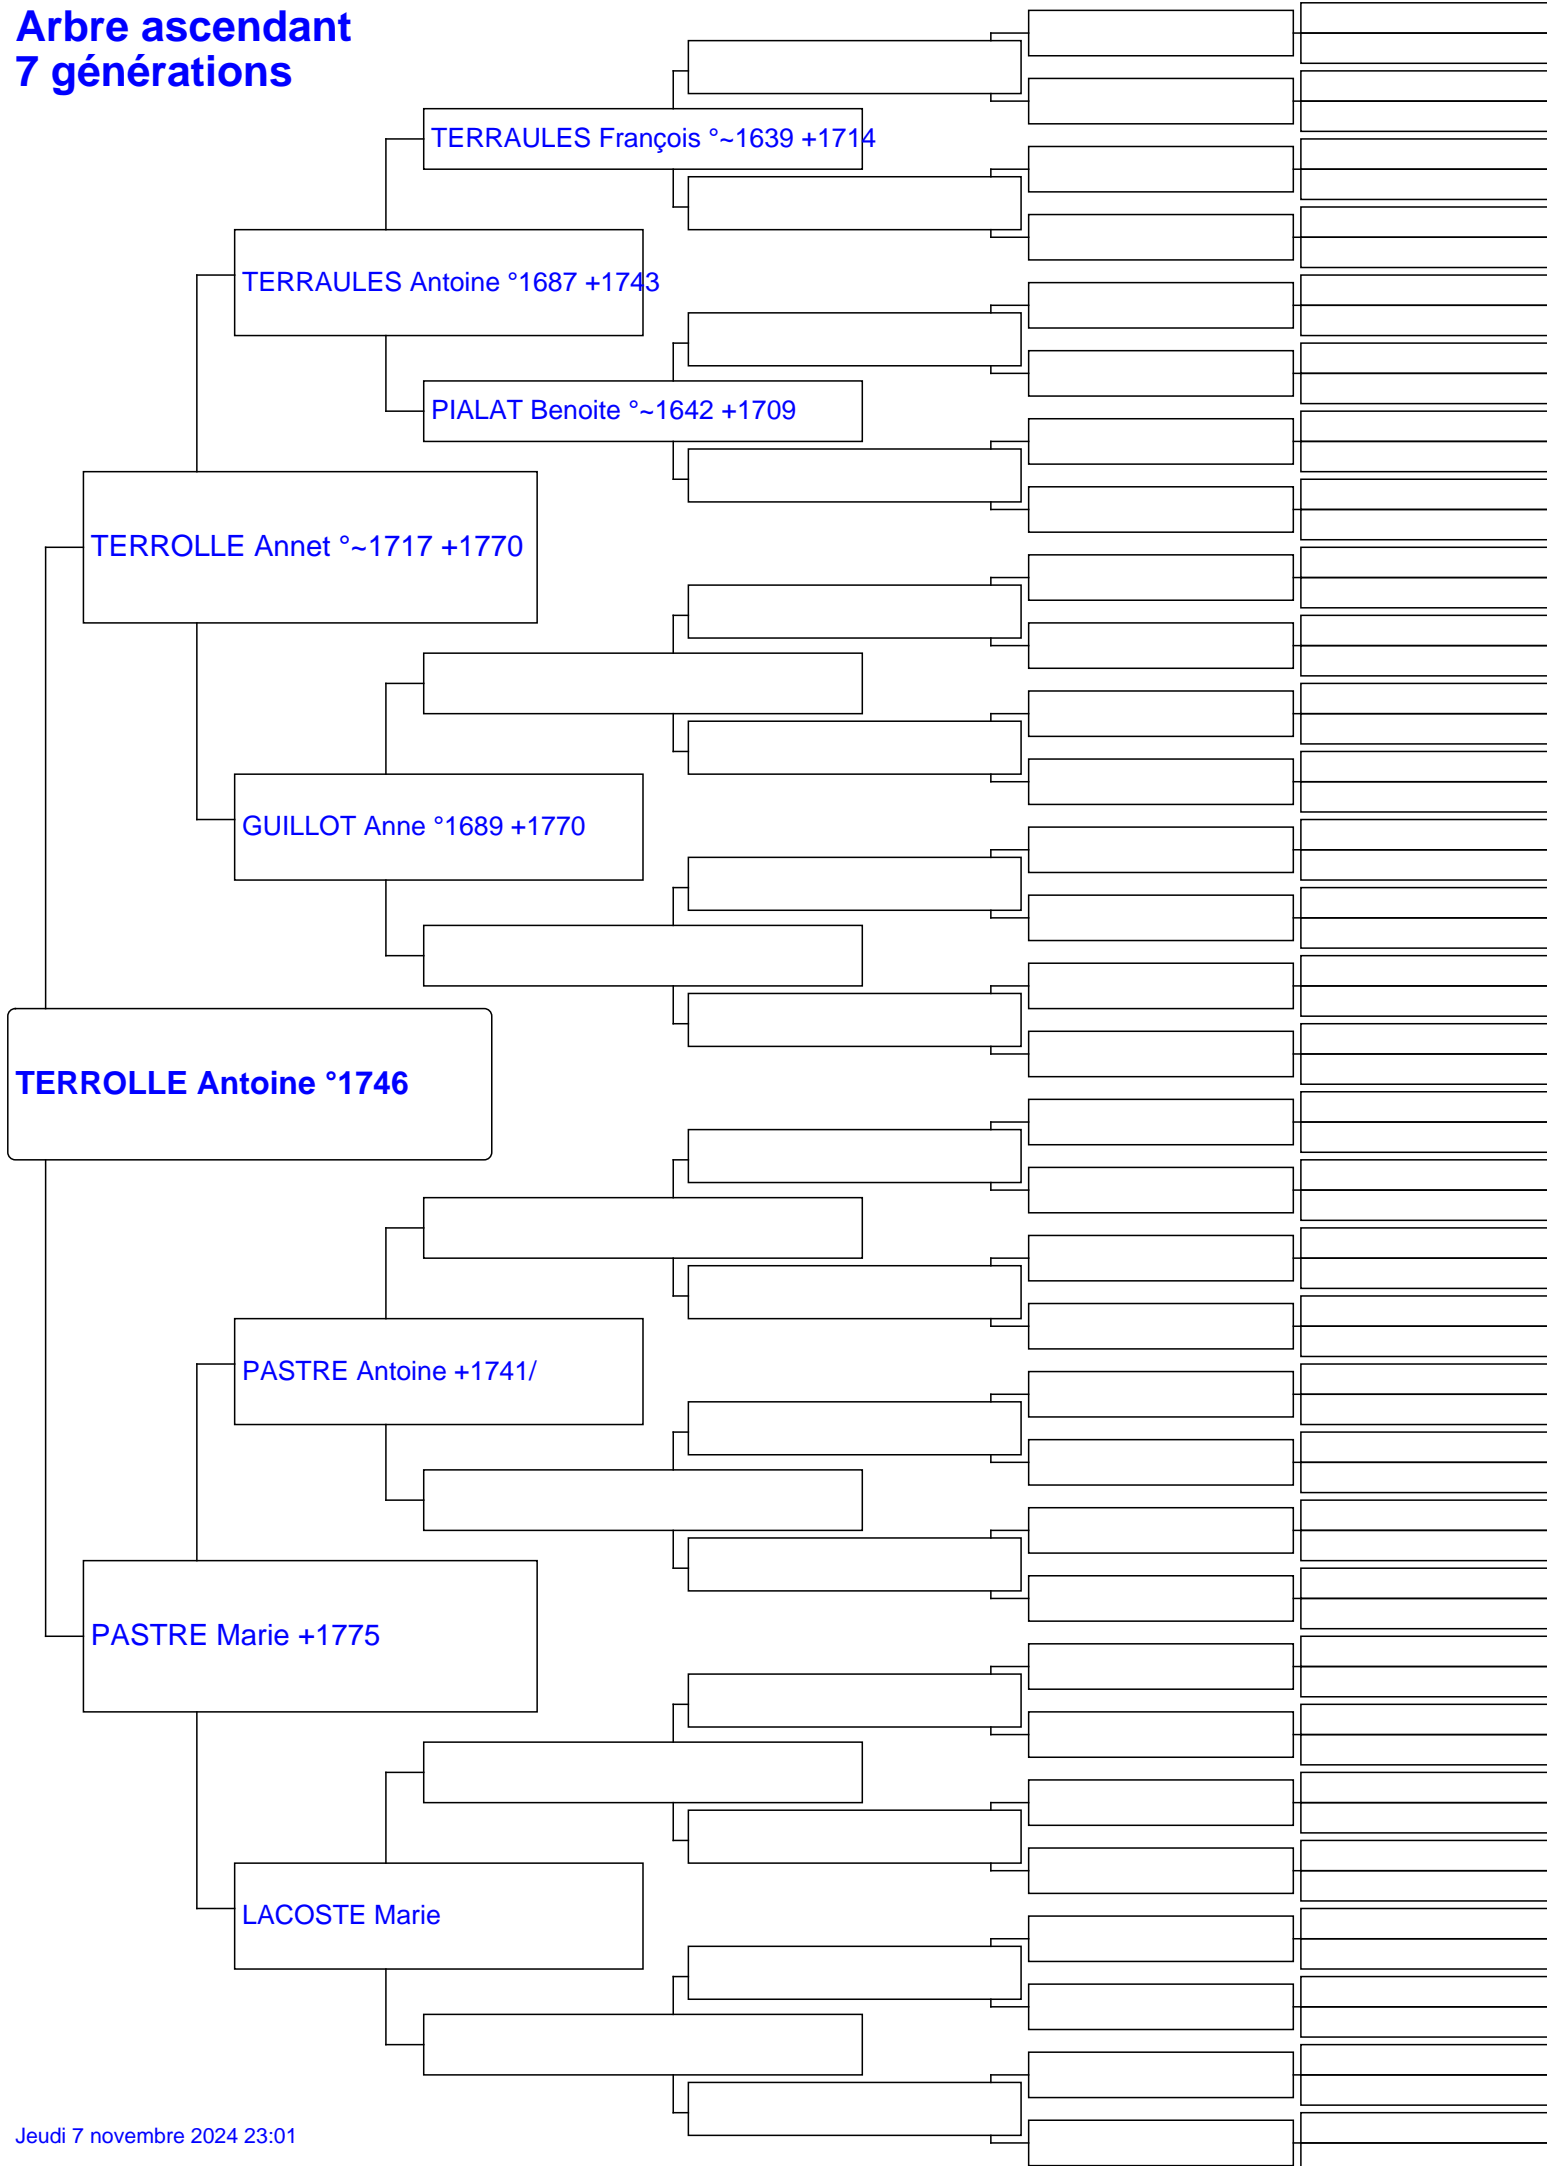 Arbre ascendant
7 générations
TERRAULES François °~1639 +1714
TERRAULES Antoine °1687 +1743
PIALAT Benoite °~1642 +1709
TERROLLE Annet °~1717 +1770
GUILLOT Anne °1689 +1770
TERROLLE Antoine °1746
PASTRE Antoine +1741/
PASTRE Marie +1775
LACOSTE Marie
Jeudi 7 novembre 2024 23:01